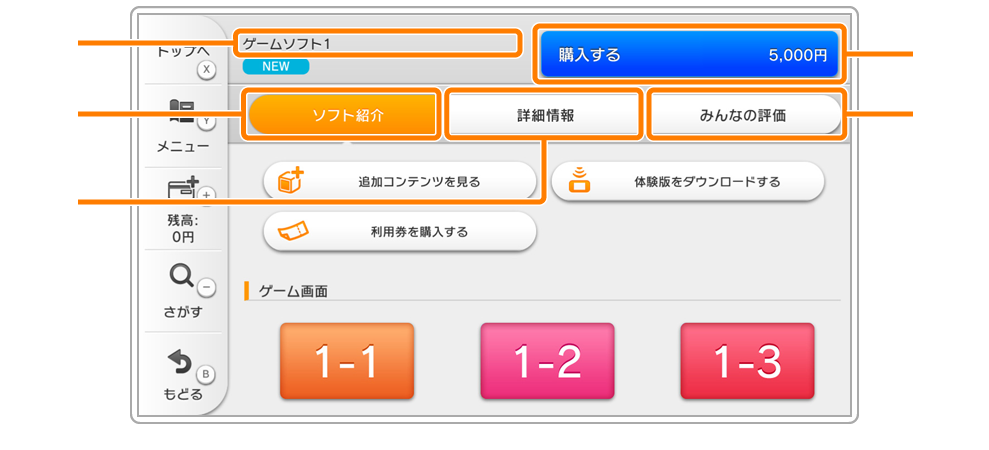 トップへ
X
ゲームソフト1
NEW
購入する 5,000円
Y
メニュー
ソフト紹介 詳細情報 みんなの評価
+
残高:
0円
追加コンテンツを見る 体験版をダウンロードする
利用券を購入する
−
さがす
ゲーム画面
B
もどる
1-1 1-2 1-3